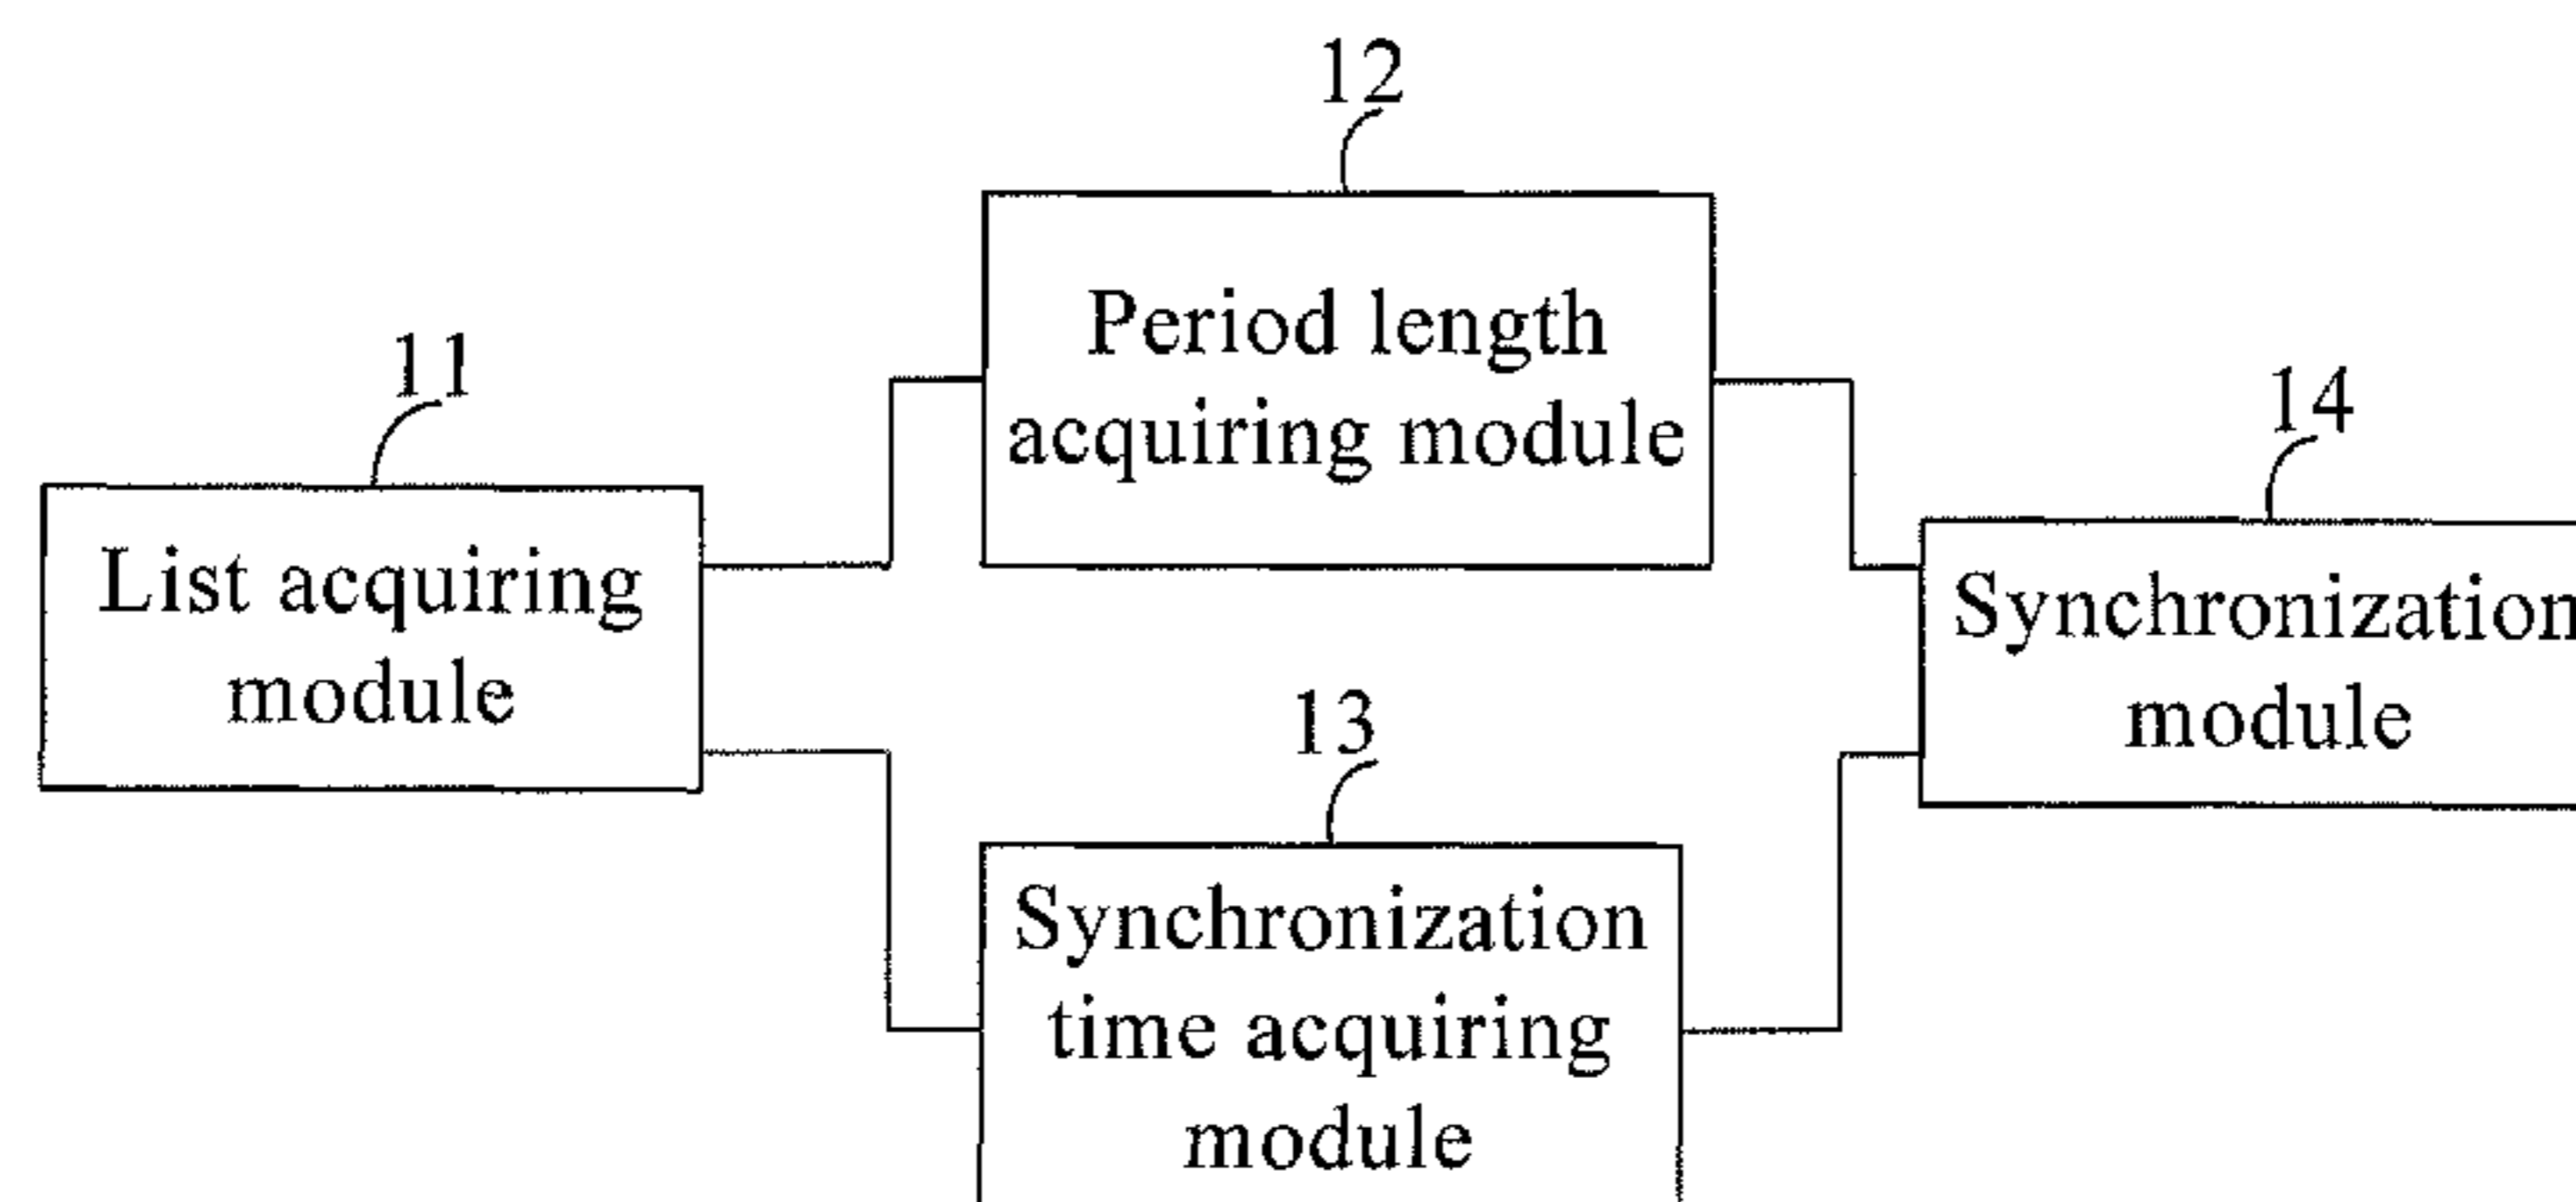 12
Period length
acquiring module
11
List acquiring
module
14
Synchronization
module
13
Synchronization
time acquiring
module